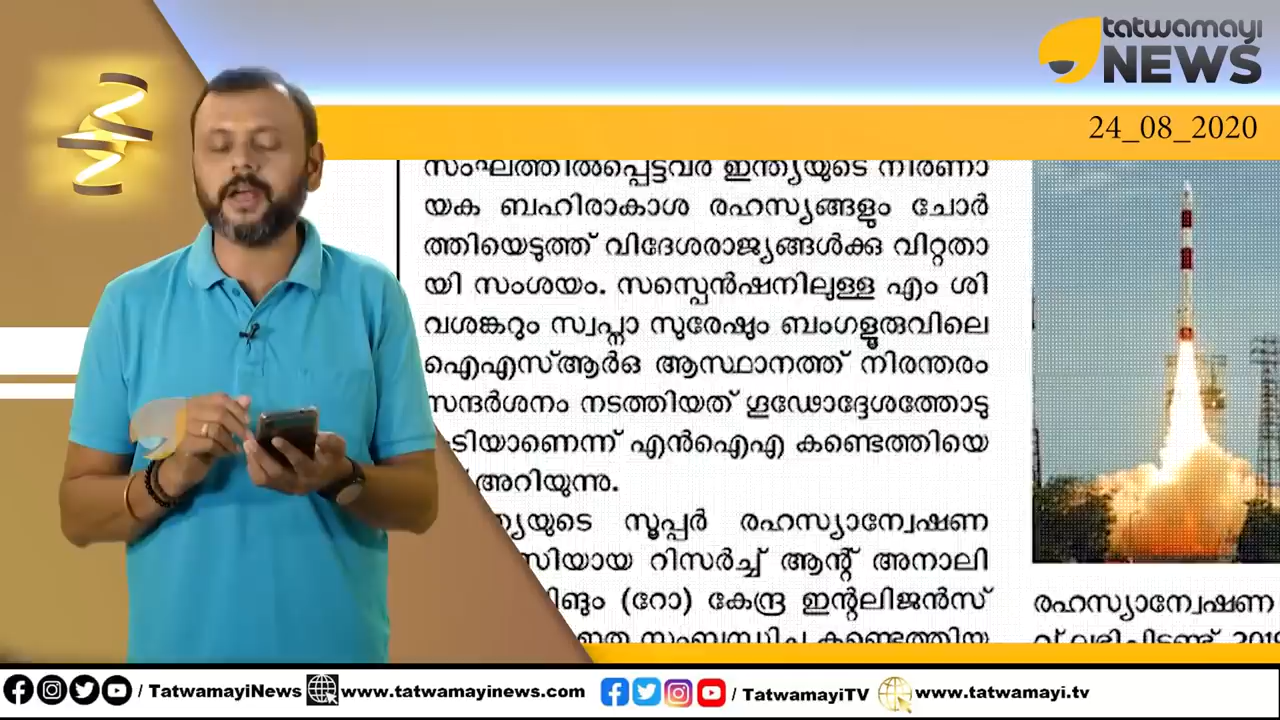 tatwamayi
NEWS
24_08_2020
സംഘത്തിൽപ്പെട്ടവർ ഇന്ത്യയുടെ നിർണാ
യക ബഹിരാകാശ രഹസ്യങ്ങളും ചോർ
ത്തിയെടുത്ത് വിദേശരാജ്യങ്ങൾക്കു വിറ്റതാ
യി സംശയം. സസ്പെൻഷനിലുള്ള എം ശി
വശങ്കറും സ്വപ്നാ സുരേഷും ബംഗളൂരുവിലെ
ഐഎസ്ആർഒ ആസ്ഥാനത്ത് നിരന്തരം
സന്ദർശനം നടത്തിയത് ഗൂഢോദ്ദേശത്തോടു
ടിയാണെന്ന് എൻഐഎ കണ്ടെത്തിയെ
അറിയുന്നു.
ത്യയുടെ സൂപ്പർ രഹസ്യാന്വേഷണ
സിയായ റിസർച്ച് ആന്റ് അനാലി
ിങും (റോ) കേന്ദ്ര ഇന്റലിജൻസ്
ഇത് സംബന്ധിച്ച കണ്ടെത്തിയ
രഹസ്യാന്വേഷണ
/ TatwamayiNews www.tatwamayinews.com / TatwamayiTV www.tatwamayi.tv